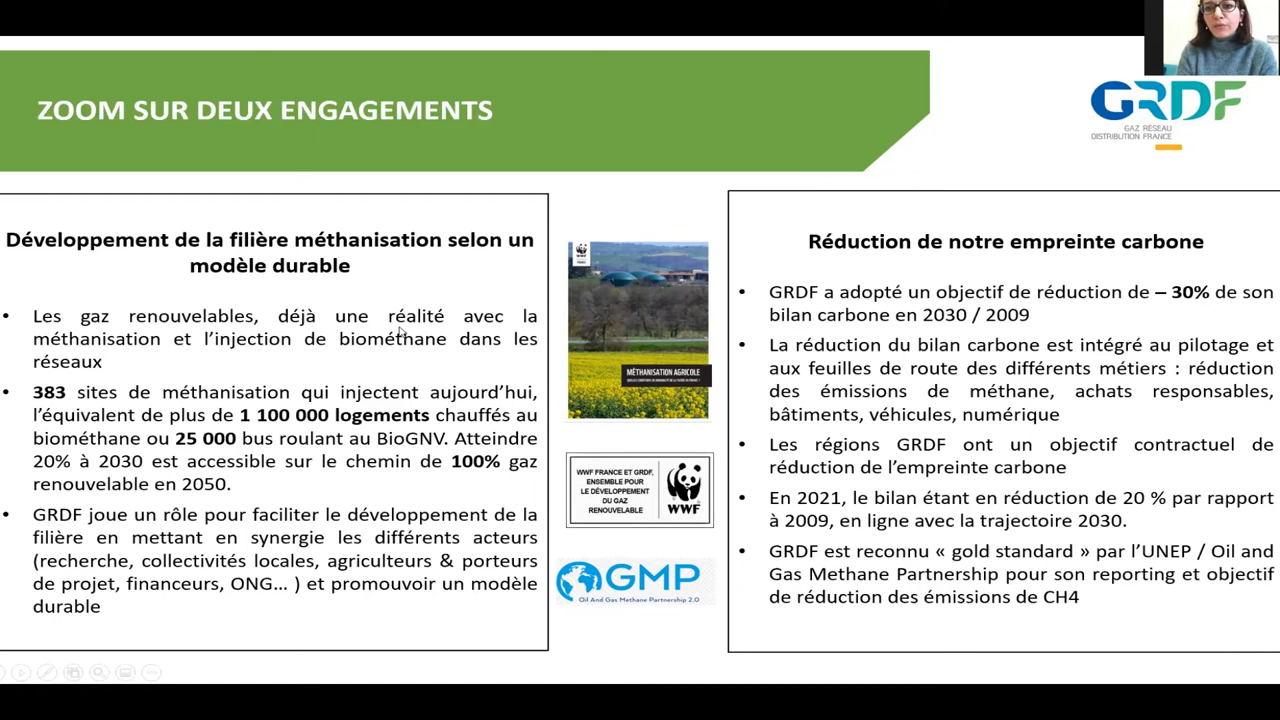 ZOOM SUR DEUX ENGAGEMENTS
GRDF
GAZ RÉSEAU
DISTRIBUTION FRANCE
Développement de la filière méthanisation selon un
modèle durable
• Les gaz renouvelables, déjà une réalité avec la
méthanisation et l’injection de biométhane dans les
réseaux
• 383 sites de méthanisation qui injectent aujourd’hui,
l’équivalent de plus de 1 100 000 logements chauffés au
biométhane ou 25 000 bus roulant au BioGNV. Atteindre
20% à 2030 est accessible sur le chemin de 100% gaz
renouvelable en 2050.
• GRDF joue un rôle pour faciliter le développement de la
filière en mettant en synergie les différents acteurs
(recherche, collectivités locales, agriculteurs & porteurs
de projet, financeurs, ONG... ) et promouvoir un modèle
durable
WWF
MÉTHANISATION AGRICOLE
WWF FRANCE ET GRDF,
ENSEMBLE POUR
LE DÉVELOPPEMENT
DU GAZ
RENOUVELABLE
WWF
GMP
Oil And Gas Methane Partnership 2.0
Réduction de notre empreinte carbone
• GRDF a adopté un objectif de réduction de – 30% de son
bilan carbone en 2030 / 2009
• La réduction du bilan carbone est intégré au pilotage et
aux feuilles de route des différents métiers : réduction
des émissions de méthane, achats responsables,
bâtiments, véhicules, numérique
• Les régions GRDF ont un objectif contractuel de
réduction de l’empreinte carbone
• En 2021, le bilan étant en réduction de 20 % par rapport
à 2009, en ligne avec la trajectoire 2030.
• GRDF est reconnu « gold standard » par l’UNEP / Oil and
Gas Methane Partnership pour son reporting et objectif
de réduction des émissions de CH4